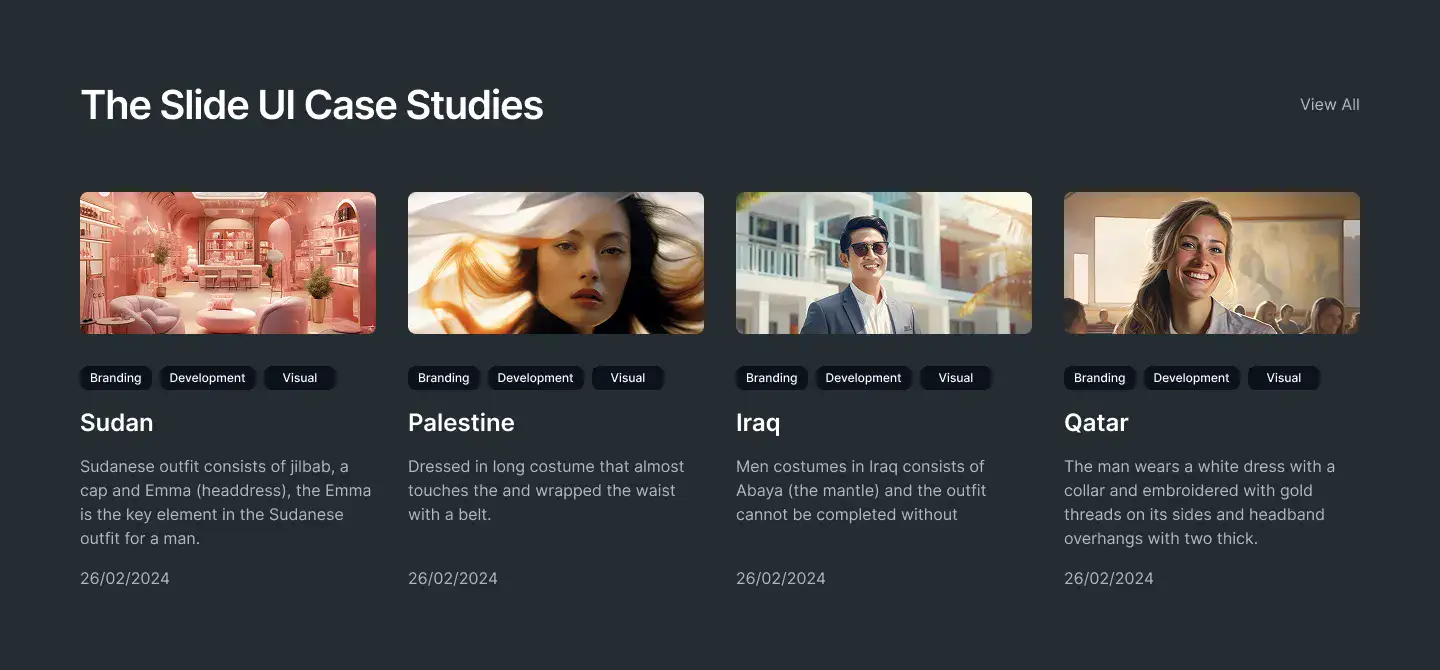 The Slide UI Case Studies
View All
Branding Development Visual
Sudan
Sudanese outfit consists of jilbab, a
cap and Emma (headdress), the Emma
is the key element in the Sudanese
outfit for a man.
26/02/2024
Branding Development Visual
Palestine
Dressed in long costume that almost
touches the and wrapped the waist
with a belt.
26/02/2024
Branding Development Visual
Iraq
Men costumes in Iraq consists of
Abaya (the mantle) and the outfit
cannot be completed without
26/02/2024
Branding Development Visual
Qatar
The man wears a white dress with a
collar and embroidered with gold
threads on its sides and headband
overhangs with two thick.
26/02/2024